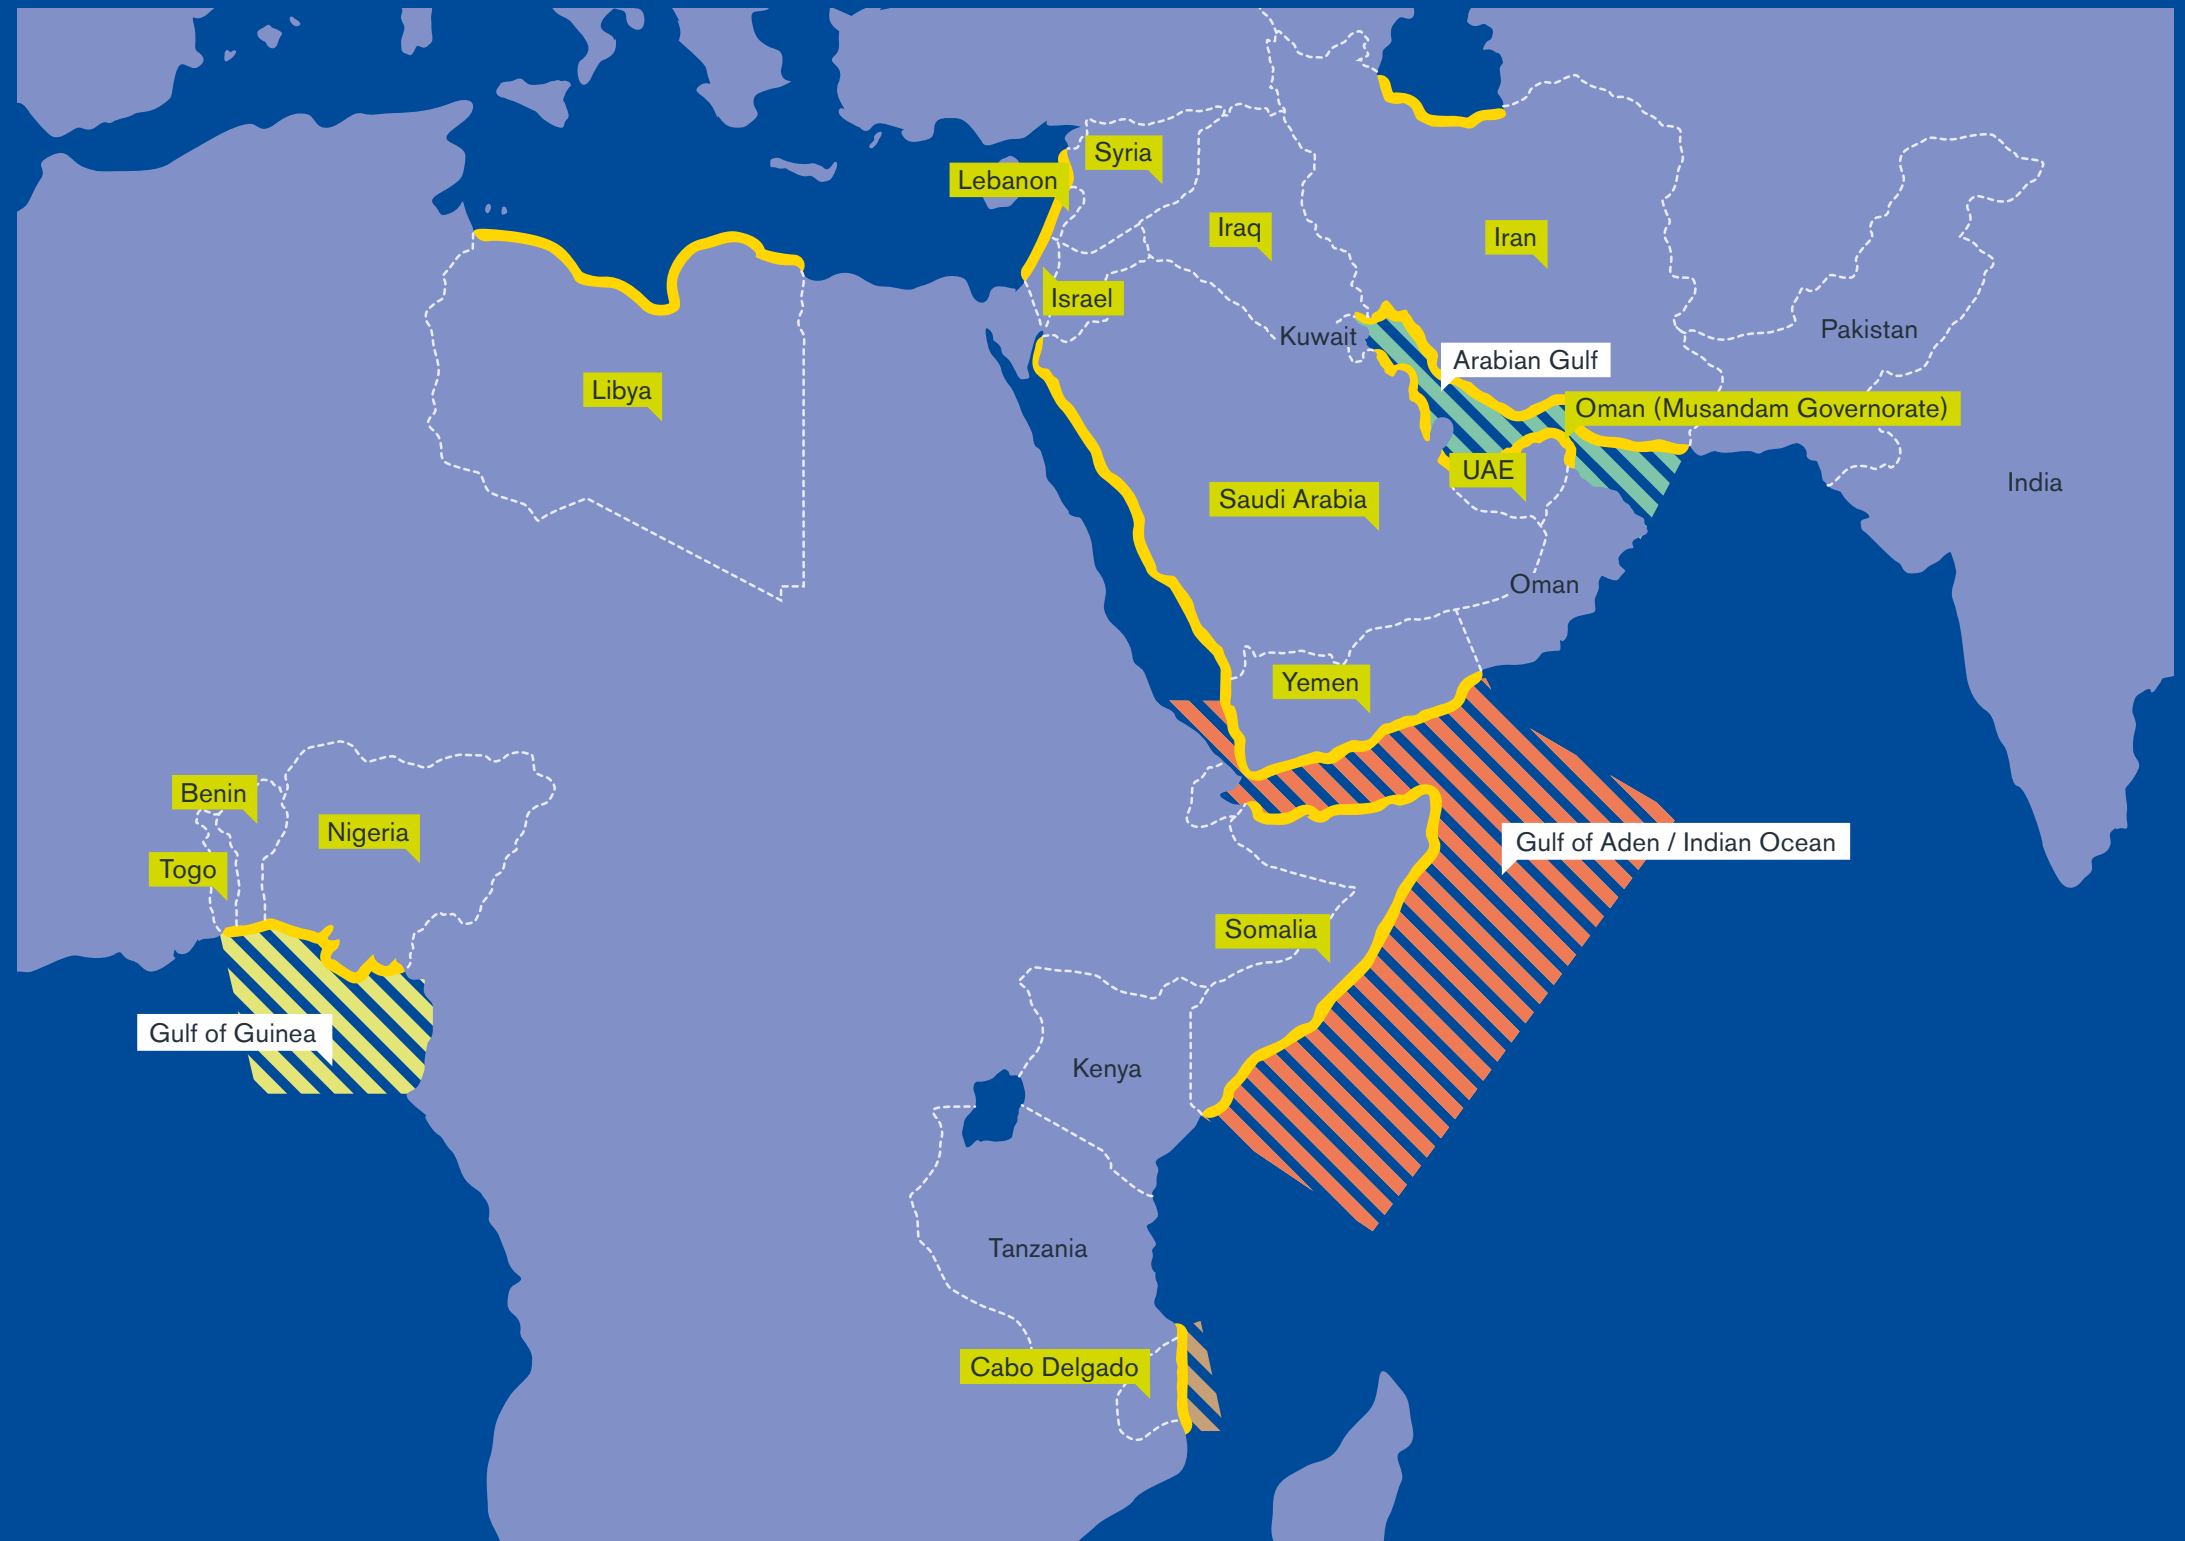 Syria
Lebanon
Iraq
Iran
Israel
Kuwait
Pakistan
Arabian Gulf
Libya
Oman (Musandam Governorate)
UAE
India
Saudi Arabia
Oman
Yemen
Benin
Nigeria
Gulf of Aden / Indian Ocean
Togo
Somalia
Gulf of Guinea
Kenya
Tanzania
Cabo Delgado